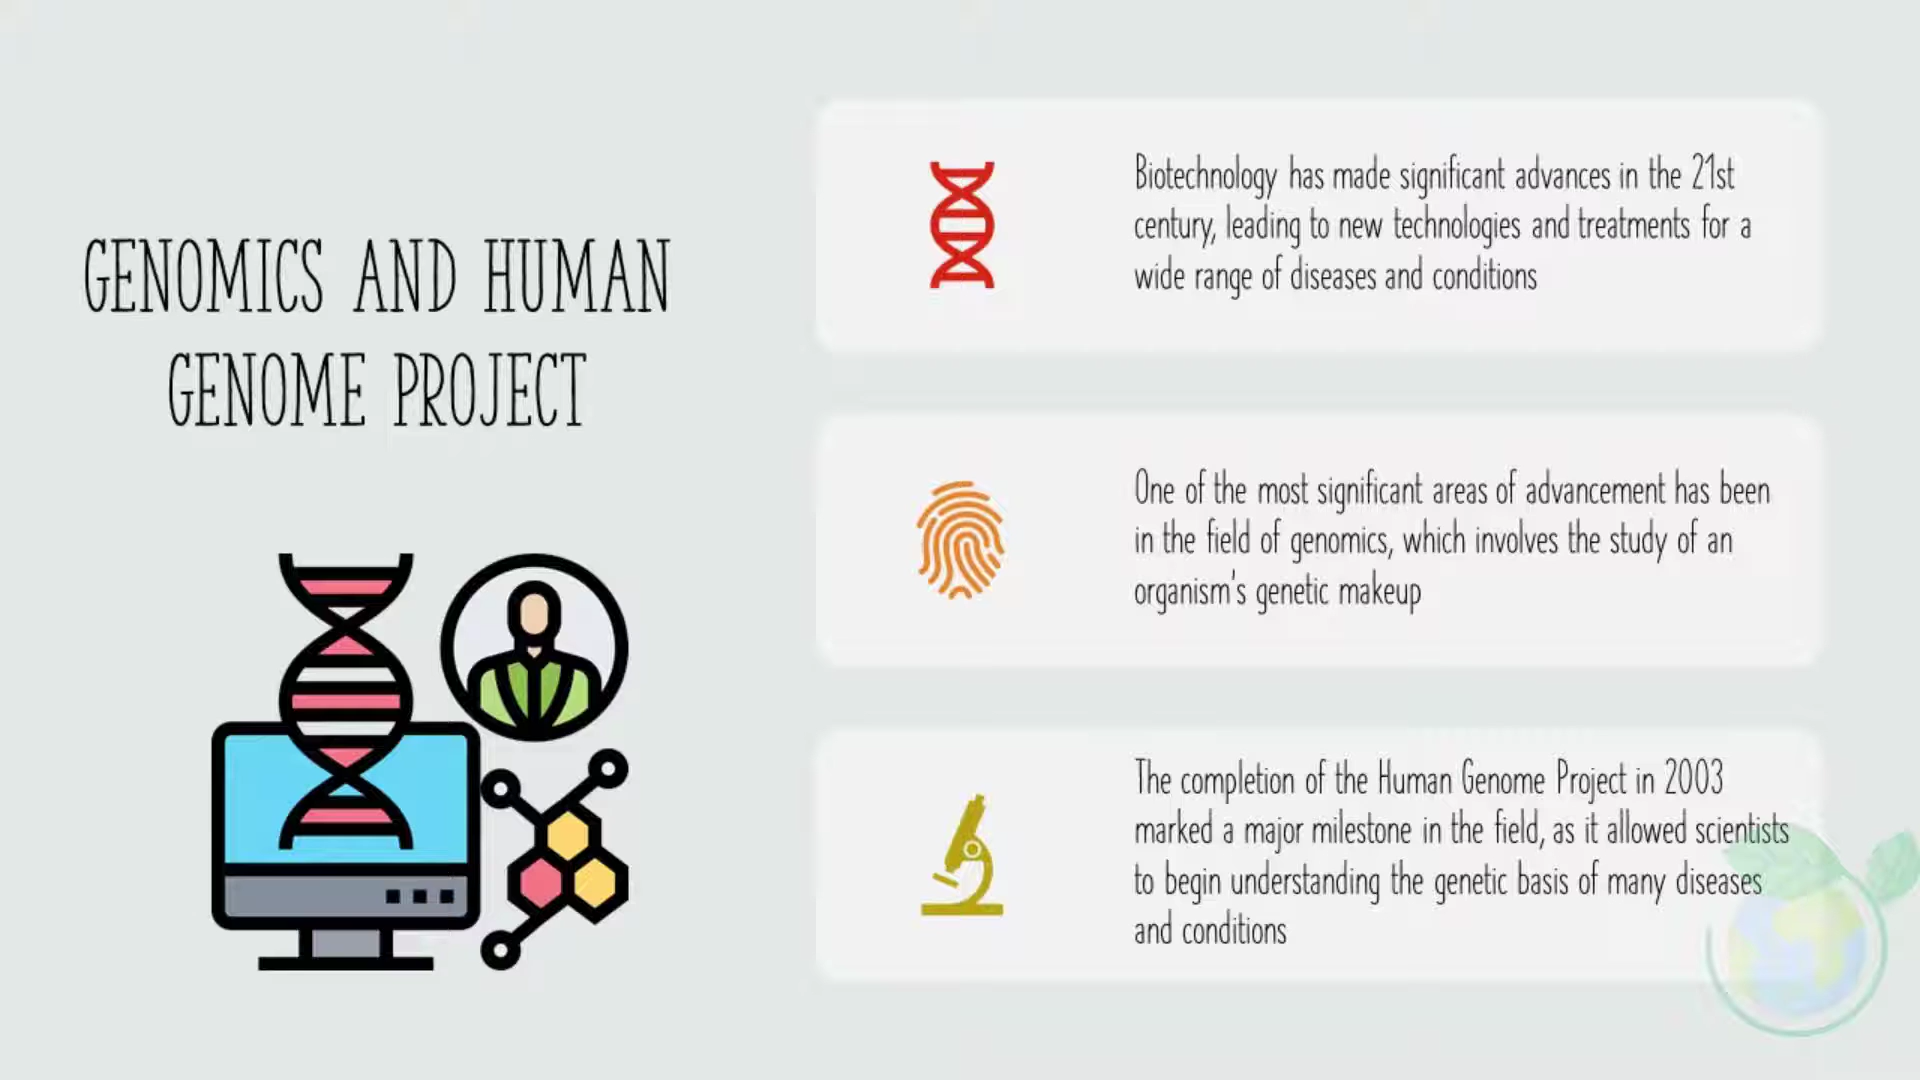 GENOMICS AND HUMAN
GENOME PROJECT
Biotechnology has made significant advances in the 21st
century, leading to new technologies and treatments for a
wide range of diseases and conditions
One of the most significant areas of advancement has been
in the field of genomics, which involves the study of an
organism's genetic makeup
The completion of the Human Genome Project in 2003
marked a major milestone in the field, as it allowed scientists
to begin understanding the genetic basis of many diseases
and conditions